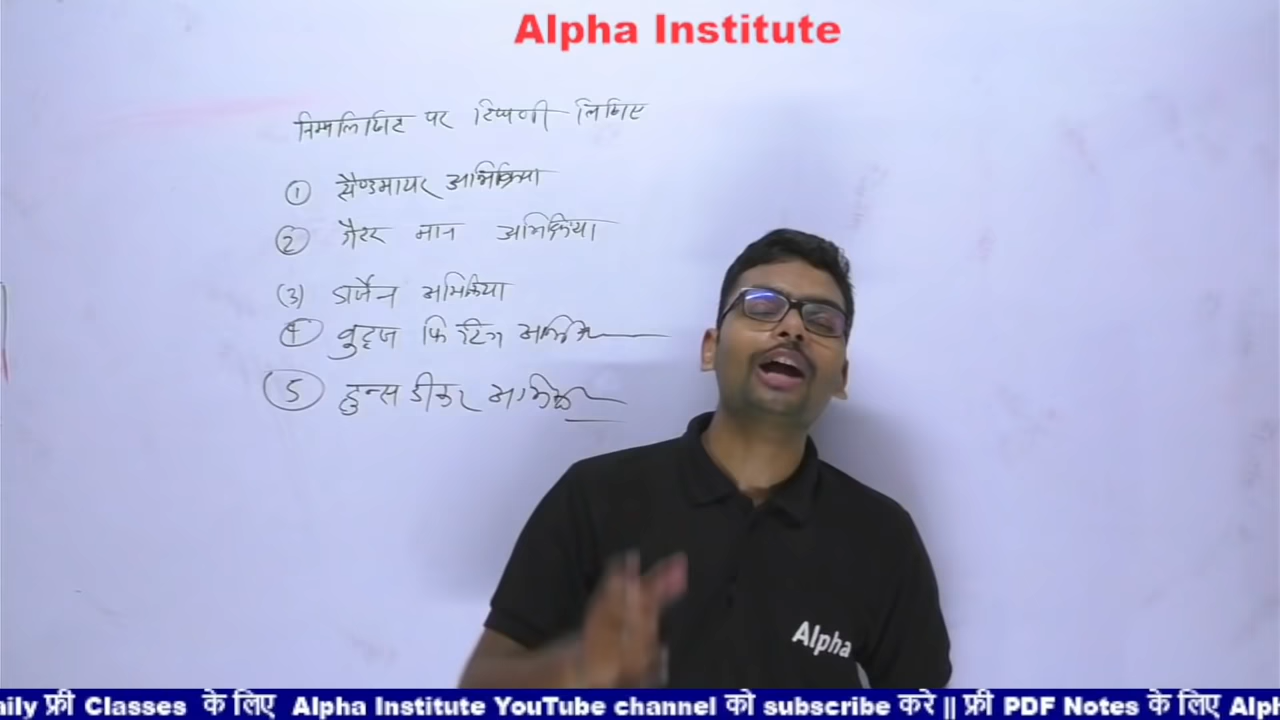 Alpha Institute
निम्नलिखित पर टिप्पणी लिखिए
① सैण्डमायर अभिक्रिया
② गैटर मान अभिक्रिया
(3) डार्जेन अभिक्रिया
④ वुर्ट्ज फिटिग अभिक्रि
⑤ हुन्सडीकर अभिक्रि
Alpha
aily फ्री Classes के लिए Alpha Institute YouTube channel को subscribe करे || फ्री PDF Notes के लिए Alph